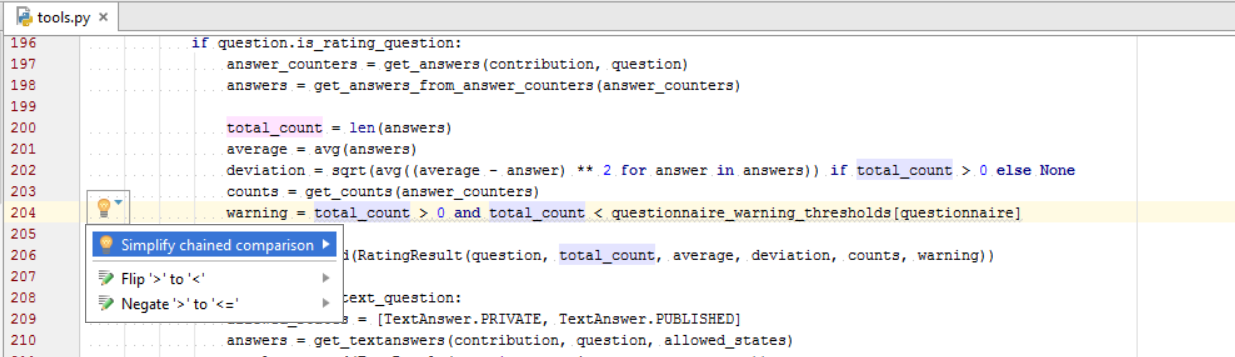 tools.py ×
196 if question.is_rating_question:
197 answer_counters = get_answers(contribution, question)
198 answers = get_answers_from_answer_counters(answer_counters)
199
200 total_count = len(answers)
201 average = avg(answers)
202 deviation = sqrt(avg((average - answer) ** 2 for answer in answers)) if total_count > 0 else None
203 counts = get_counts(answer_counters)
204 warning = total_count > 0 and total_count < questionnaire_warning_thresholds[questionnaire]
205
Simplify chained comparison
206 d(RatingResult(question, total_count, average, deviation, counts, warning))
207
Flip '>' to '<'
208 text_question:
Negate '>' to '<='
209 = [TextAnswer.PRIVATE, TextAnswer.PUBLISHED]
210 answers = get_textanswers(contribution, question, allowed_states)